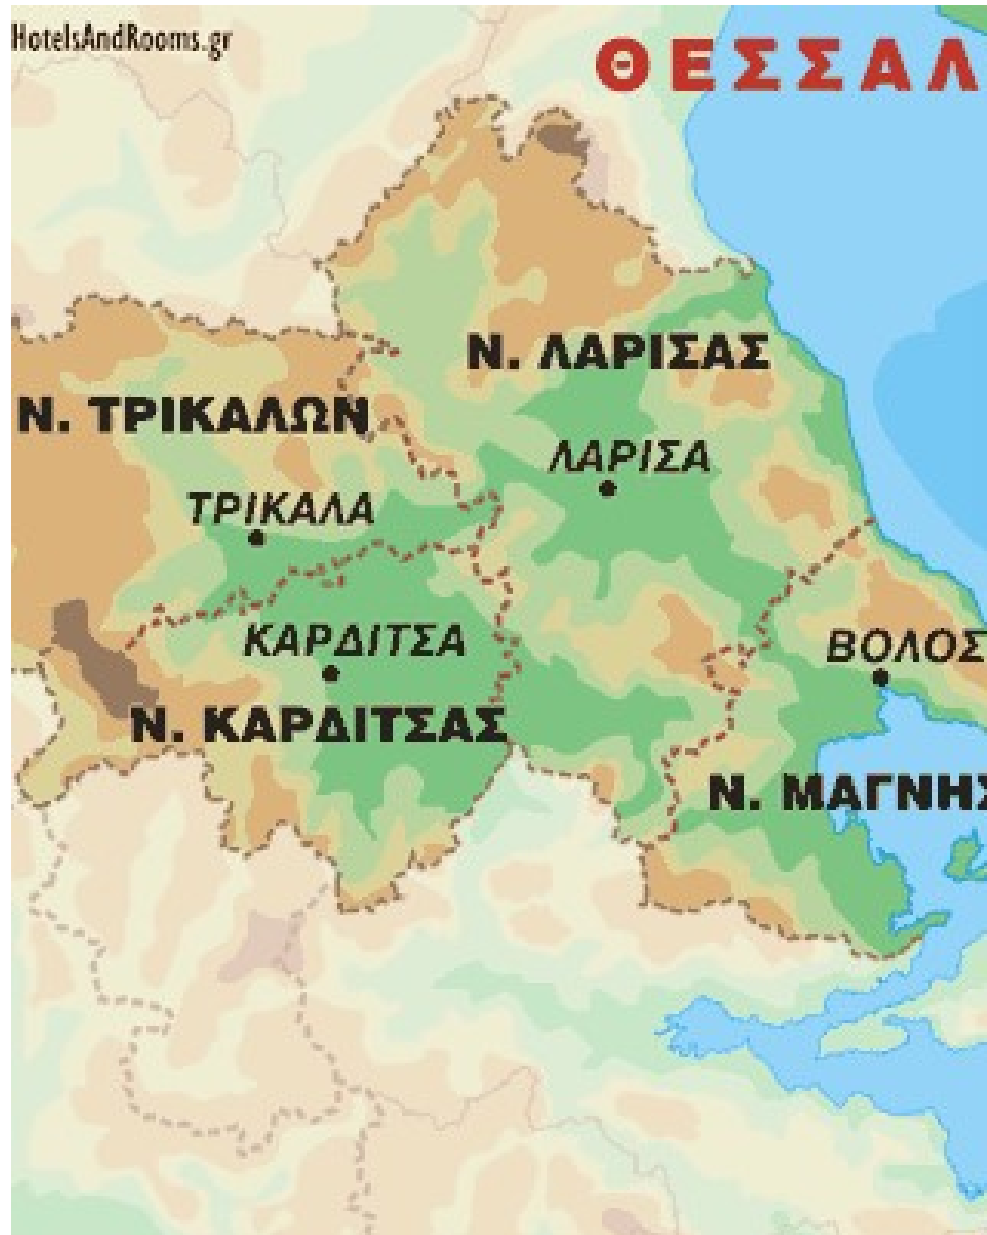 HotelsAndRooms.gr
ΘΕΣΣΑΛ
Ν. ΛΑΡΙΣΑΣ
Ν. ΤΡΙΚΑΛΩΝ
ΛΑΡΙΣΑ
ΤΡΙΚΑΛΑ
ΚΑΡΔΙΤΣΑ
ΒΟΛΟΣ
Ν. ΚΑΡΔΙΤΣΑΣ
Ν. ΜΑΓΝΗΣ